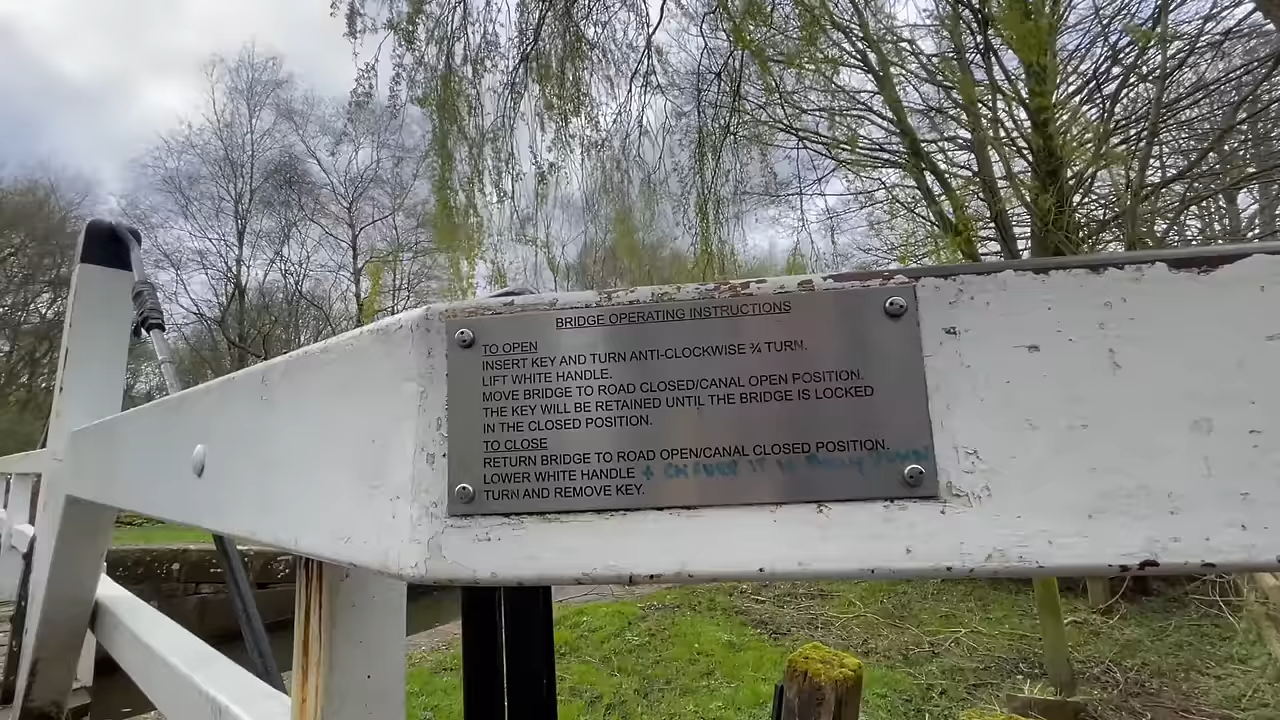 BRIDGE OPERATING INSTRUCTIONS
TO OPEN
INSERT KEY AND TURN ANTI-CLOCKWISE ¾ TURN.
LIFT WHITE HANDLE.
MOVE BRIDGE TO ROAD CLOSED/CANAL OPEN POSITION.
THE KEY WILL BE RETAINED UNTIL THE BRIDGE IS LOCKED
IN THE CLOSED POSITION.
TO CLOSE
RETURN BRIDGE TO ROAD OPEN/CANAL CLOSED POSITION.
LOWER WHITE HANDLE + IT
TURN AND REMOVE KEY.